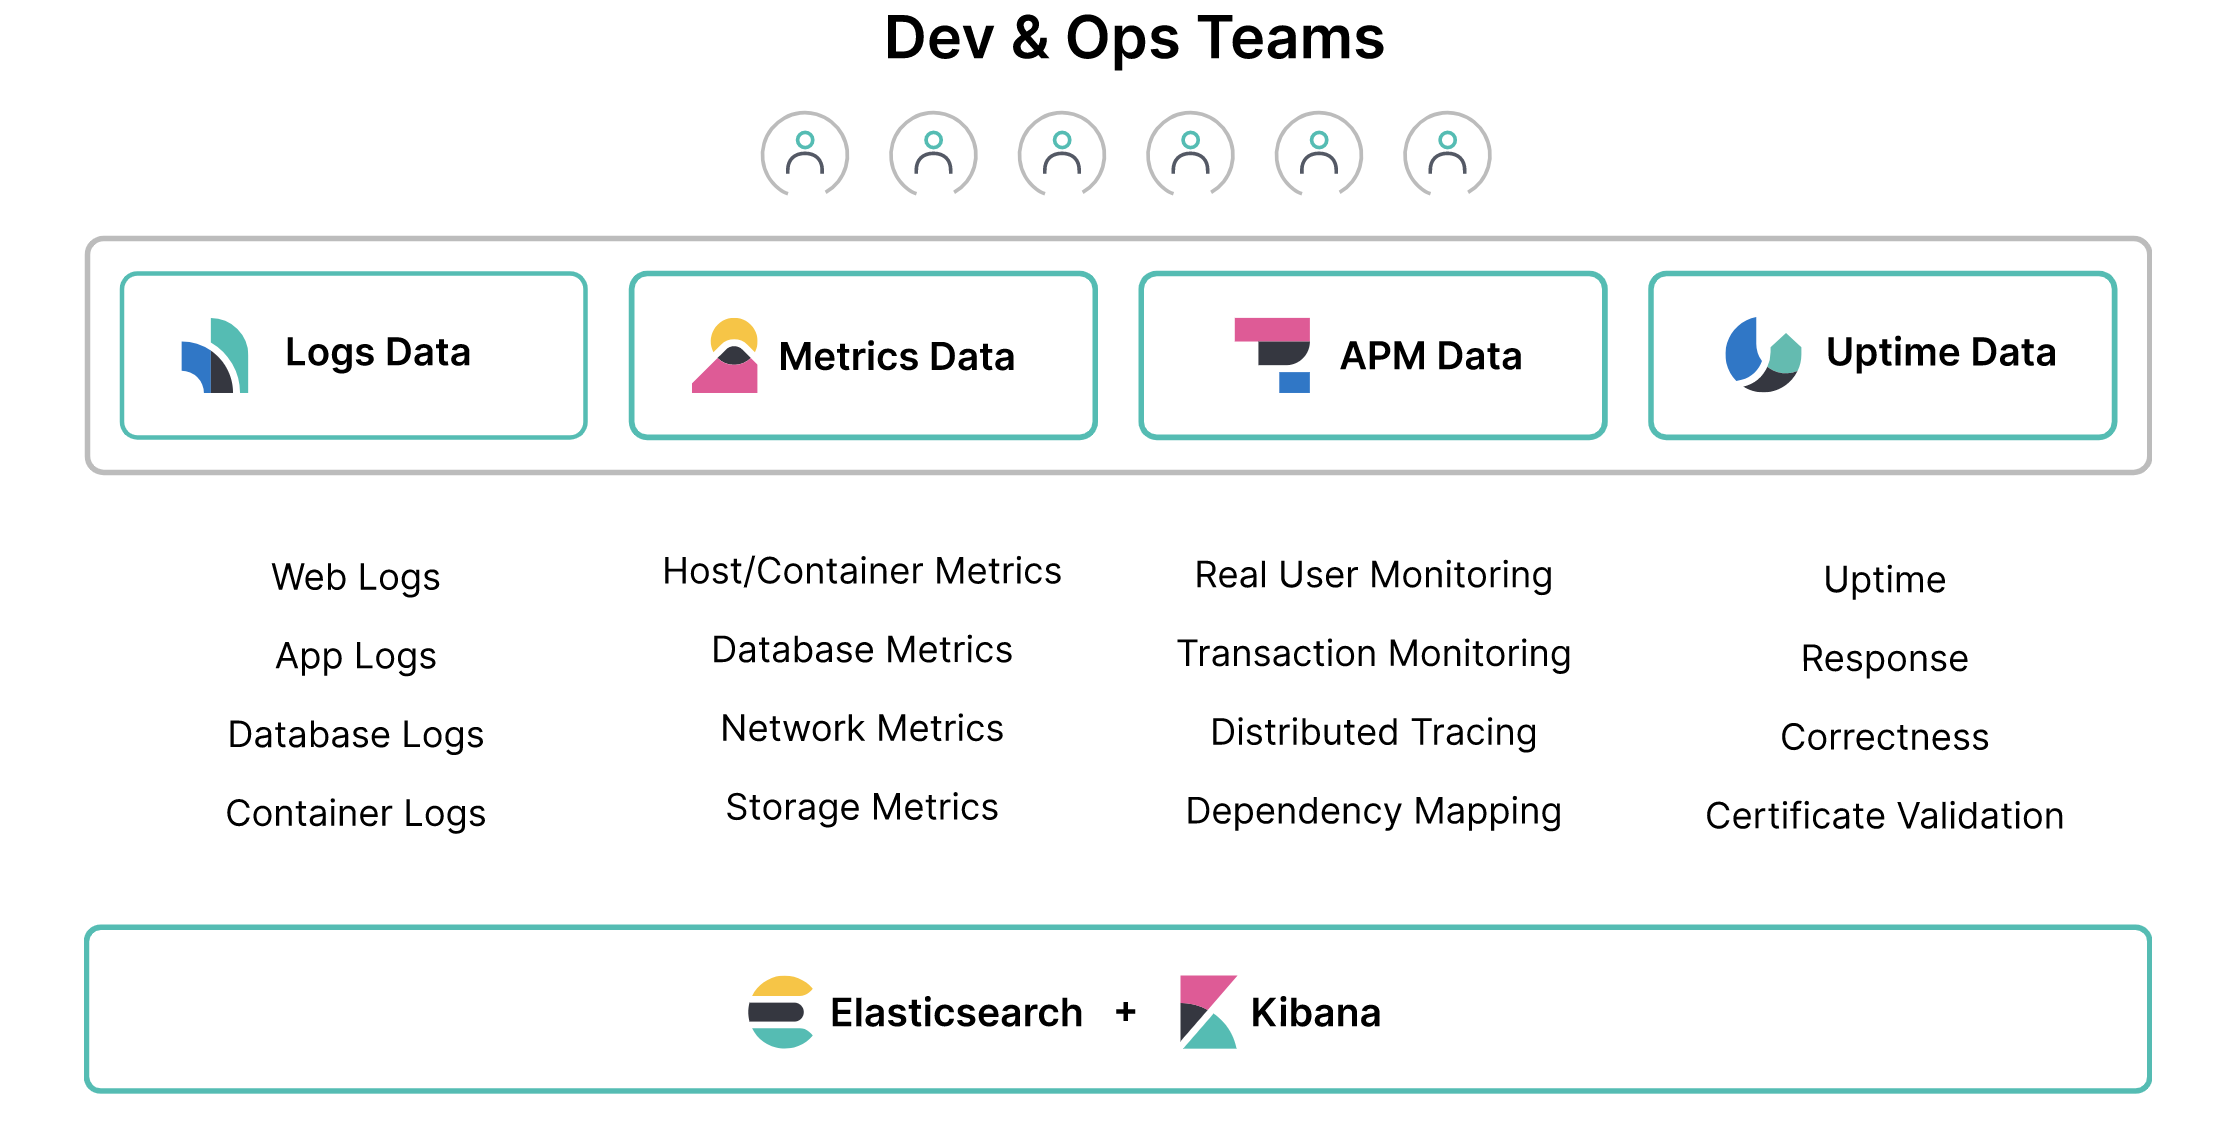 Dev & Ops Teams
Logs Data
Metrics Data
APM Data
Uptime Data
Web Logs
App Logs
Database Logs
Container Logs
Host/Container Metrics
Database Metrics
Network Metrics
Storage Metrics
Real User Monitoring
Transaction Monitoring
Distributed Tracing
Dependency Mapping
Uptime
Response
Correctness
Certificate Validation
Elasticsearch + Kibana